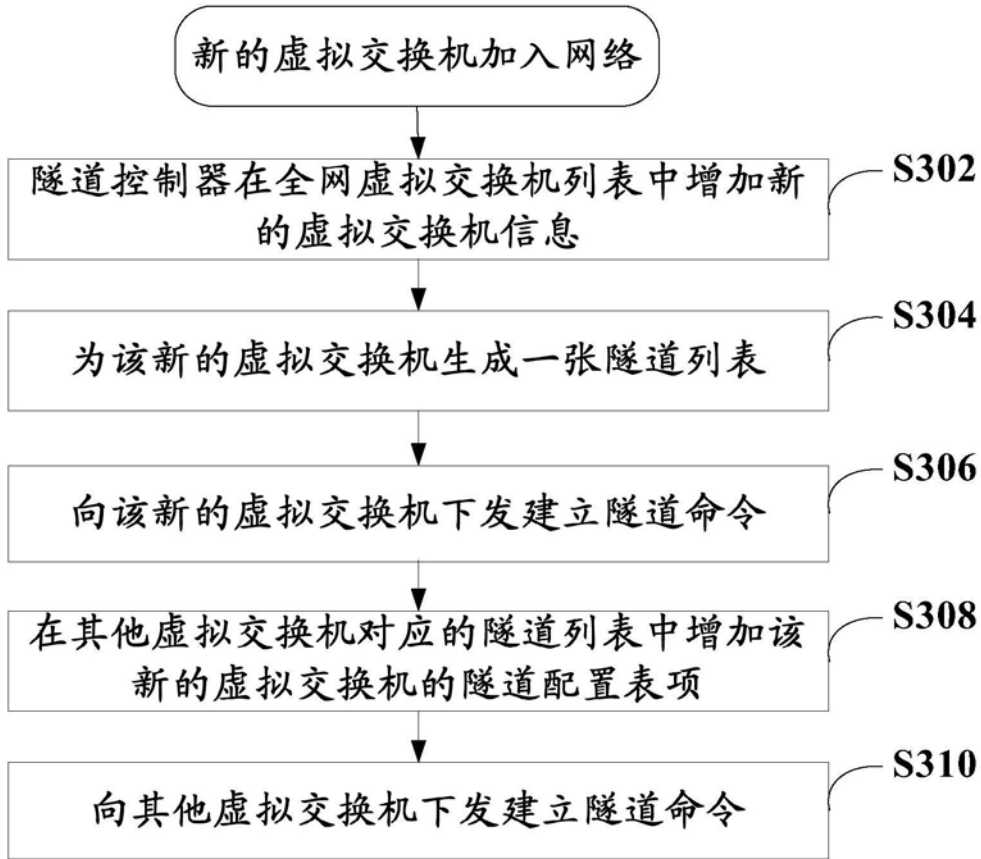 新的虚拟交换机加入网络
隧道控制器在全网虚拟交换机列表中增加新
的虚拟交换机信息
S302
为该新的虚拟交换机生成一张隧道列表
S304
向该新的虚拟交换机下发建立隧道命令
S306
在其他虚拟交换机对应的隧道列表中增加该
新的虚拟交换机的隧道配置表项
S308
向其他虚拟交换机下发建立隧道命令
S310